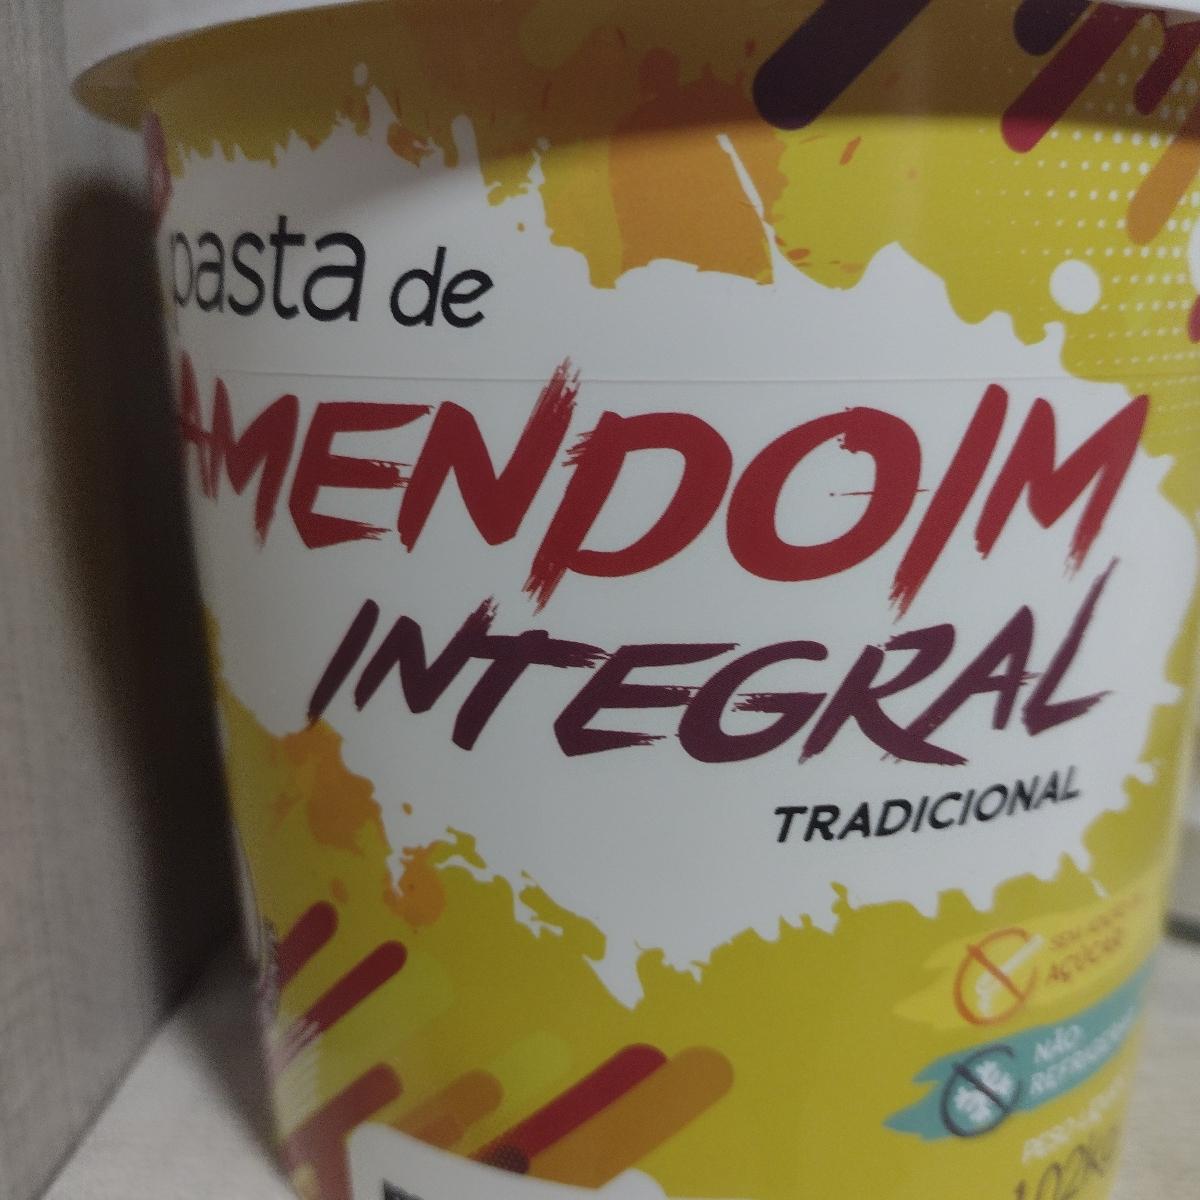 pasta de
AMENDOIM
INTEGRAL
TRADICIONAL
AÇÚCAR
NÃO